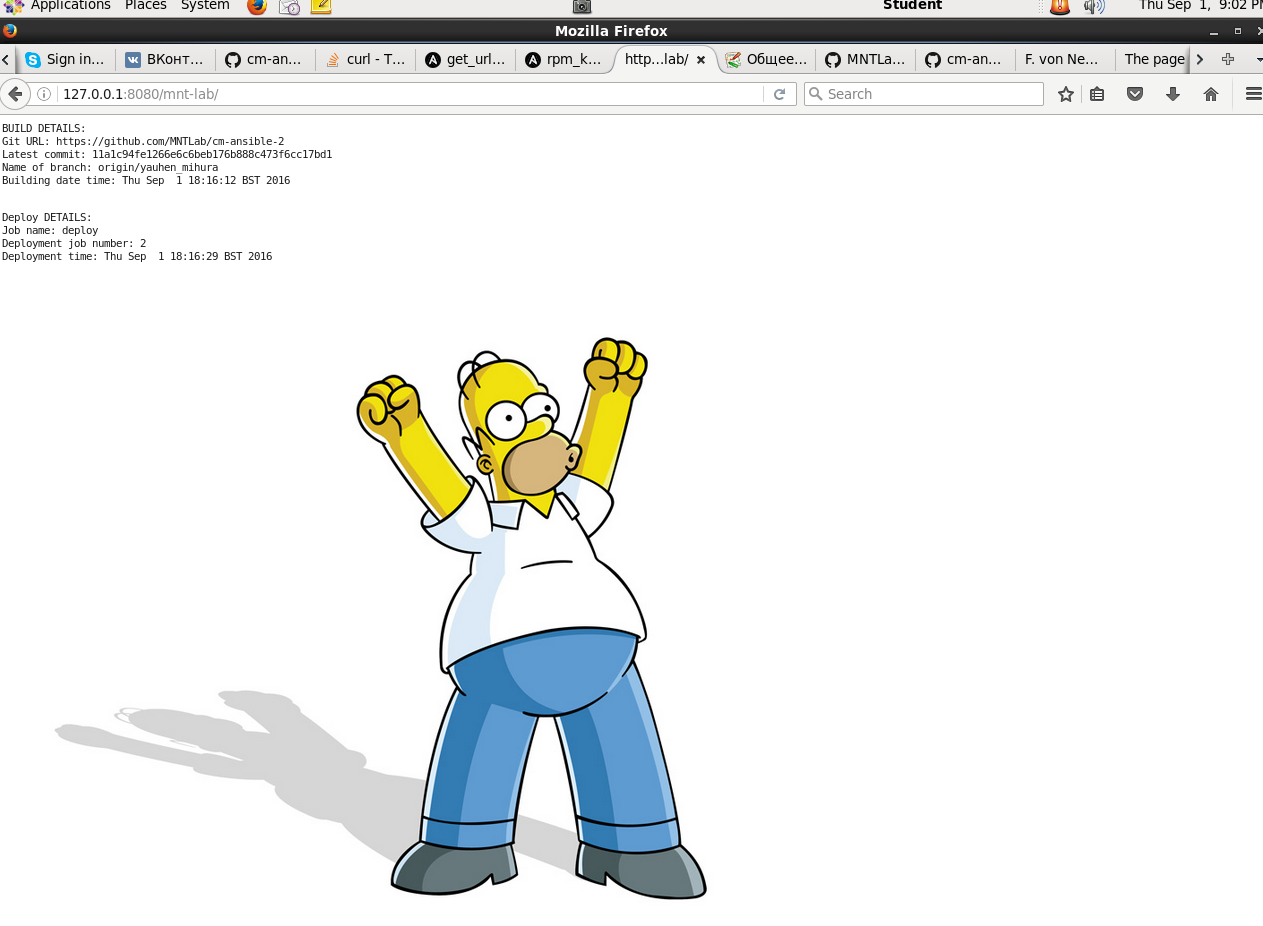 Applications Places System Student Thu Sep 1, 9:02 P
Mozilla Firefox
Sign in... ВКонт... cm-an... curl - T... get_url... rpm_k... http...lab/ Общее... MNTLa... cm-an... F. von Ne... The page
127.0.0.1:8080/mnt-lab/ Search
BUILD DETAILS:
Git URL: https://github.com/MNTLab/cm-ansible-2
Latest commit: 11a1c94fe1266e6c6beb176b888c473f6cc17bd1
Name of branch: origin/yauhen_mihura
Building date time: Thu Sep  1 18:16:12 BST 2016
Deploy DETAILS:
Job name: deploy
Deployment job number: 2
Deployment time: Thu Sep  1 18:16:29 BST 2016